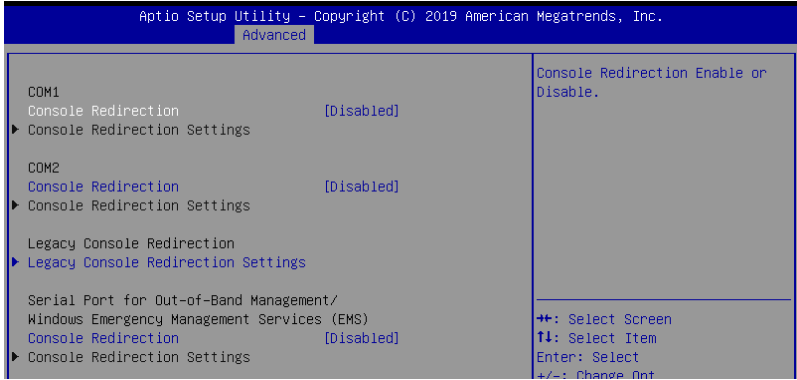 Aptio Setup Utility – Copyright (C) 2019 American Megatrends, Inc.
Advanced
COM1
Console Redirection [Disabled]
Console Redirection Settings
COM2
Console Redirection [Disabled]
Console Redirection Settings
Legacy Console Redirection
Legacy Console Redirection Settings
Serial Port for Out-of-Band Management/
Windows Emergency Management Services (EMS)
Console Redirection [Disabled]
Console Redirection Settings
Console Redirection Enable or
Disable.
→←: Select Screen
↑↓: Select Item
Enter: Select
+/-: Change Opt